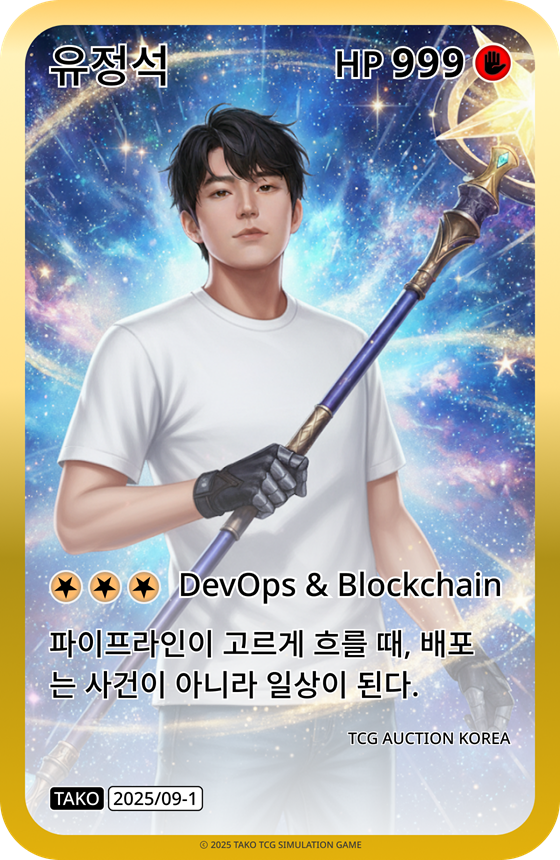 유정석 HP 999
DevOps & Blockchain
파이프라인이 고르게 흐를 때, 배포
는 사건이 아니라 일상이 된다.
TCG AUCTION KOREA
TAKO 2025/09-1
© 2025 TAKO TCG SIMULATION GAME